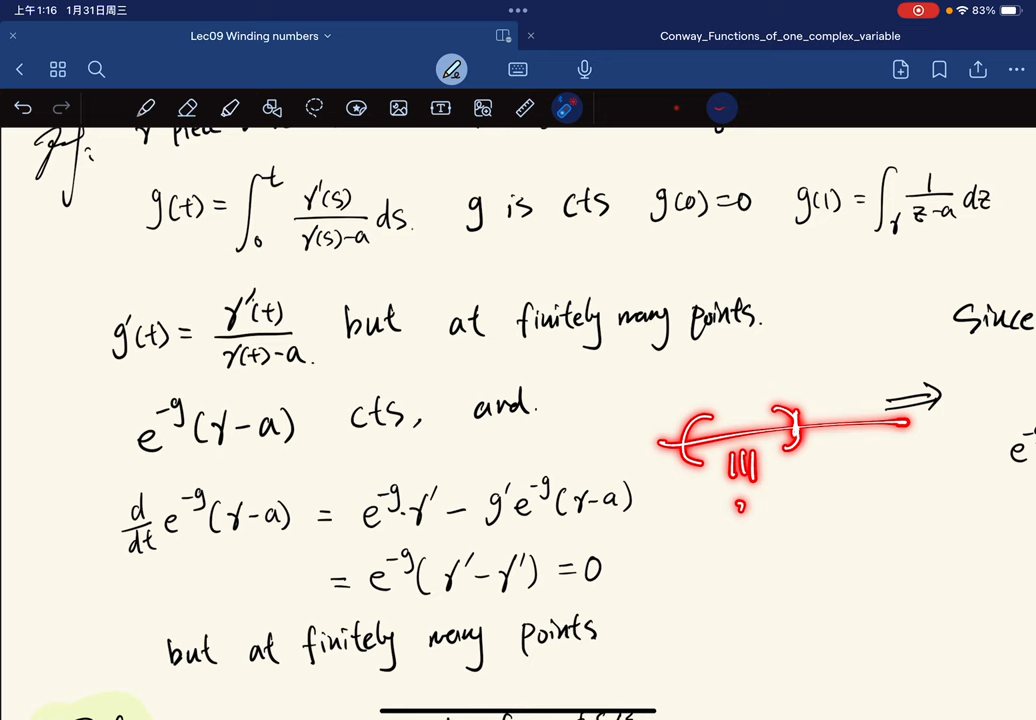 上午1:16 1月31日周三
83%
Lec09 Winding numbers
Conway_Functions_of_one_complex_variable
pf:
γ
g(t) = ∫₀ᵗ γ'(s)/(γ(s)-a) ds. g is cts g(0)=0 g(1) = ∫_γ 1/(z-a) dz
g'(t) = γ'(t)/(γ(t)-a). but at finitely many points. Since
e^{-g}(γ-a) cts, and. ⟹
d/dt e^{-g}(γ-a) = e^{-g}·γ' - g'e^{-g}(γ-a)
= e^{-g}(γ'-γ') = 0
but at finitely many points